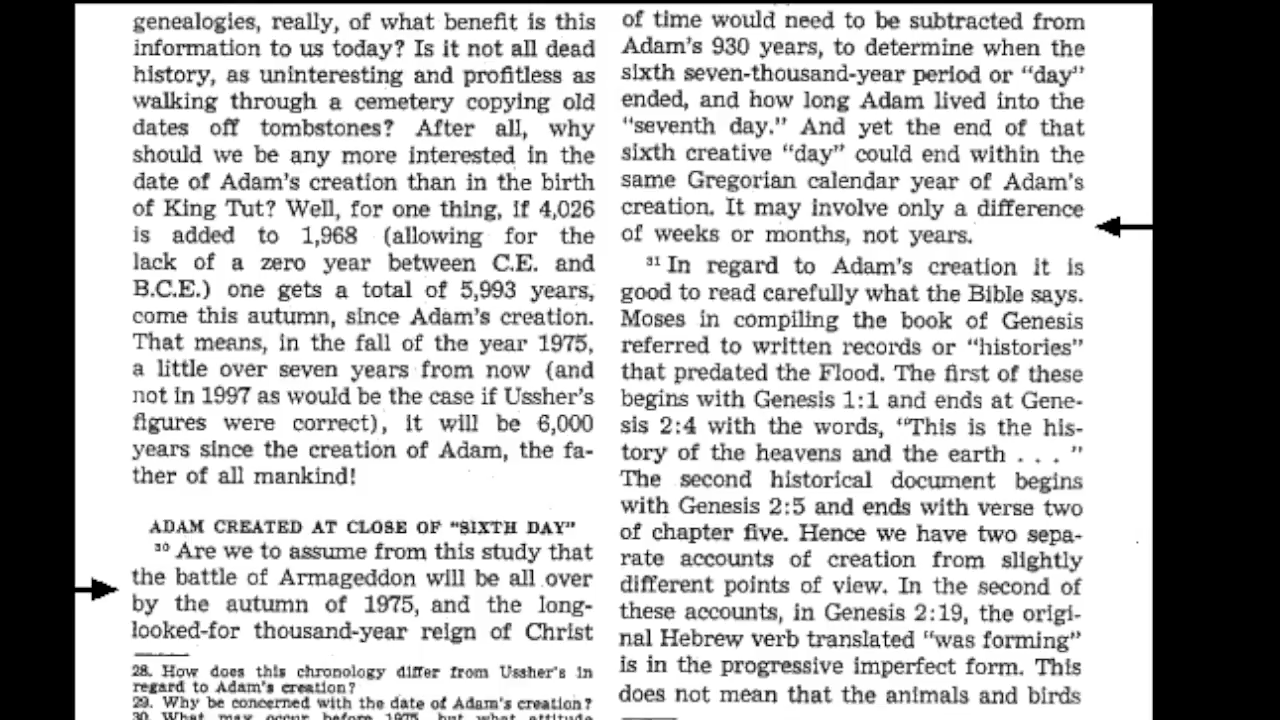 genealogies, really, of what benefit is this
information to us today? Is it not all dead
history, as uninteresting and profitless as
walking through a cemetery copying old
dates off tombstones? After all, why
should we be any more interested in the
date of Adam's creation than in the birth
of King Tut? Well, for one thing, if 4,026
is added to 1,968 (allowing for the
lack of a zero year between C.E. and
B.C.E.) one gets a total of 5,993 years,
come this autumn, since Adam's creation.
That means, in the fall of the year 1975,
a little over seven years from now (and
not in 1997 as would be the case if Ussher's
figures were correct), it will be 6,000
years since the creation of Adam, the fa-
ther of all mankind!
ADAM CREATED AT CLOSE OF "SIXTH DAY"
30 Are we to assume from this study that
the battle of Armageddon will be all over
by the autumn of 1975, and the long-
looked-for thousand-year reign of Christ
28. How does this chronology differ from Ussher's in
regard to Adam's creation?
29. Why be concerned with the date of Adam's creation?
30. What may occur before 1975, but what attitude
of time would need to be subtracted from
Adam's 930 years, to determine when the
sixth seven-thousand-year period or "day"
ended, and how long Adam lived into the
"seventh day." And yet the end of that
sixth creative "day" could end within the
same Gregorian calendar year of Adam's
creation. It may involve only a difference
of weeks or months, not years.
31 In regard to Adam's creation it is
good to read carefully what the Bible says.
Moses in compiling the book of Genesis
referred to written records or "histories"
that predated the Flood. The first of these
begins with Genesis 1:1 and ends at Gene-
sis 2:4 with the words, "This is the his-
tory of the heavens and the earth . . . "
The second historical document begins
with Genesis 2:5 and ends with verse two
of chapter five. Hence we have two sepa-
rate accounts of creation from slightly
different points of view. In the second of
these accounts, in Genesis 2:19, the origi-
nal Hebrew verb translated "was forming"
is in the progressive imperfect form. This
does not mean that the animals and birds